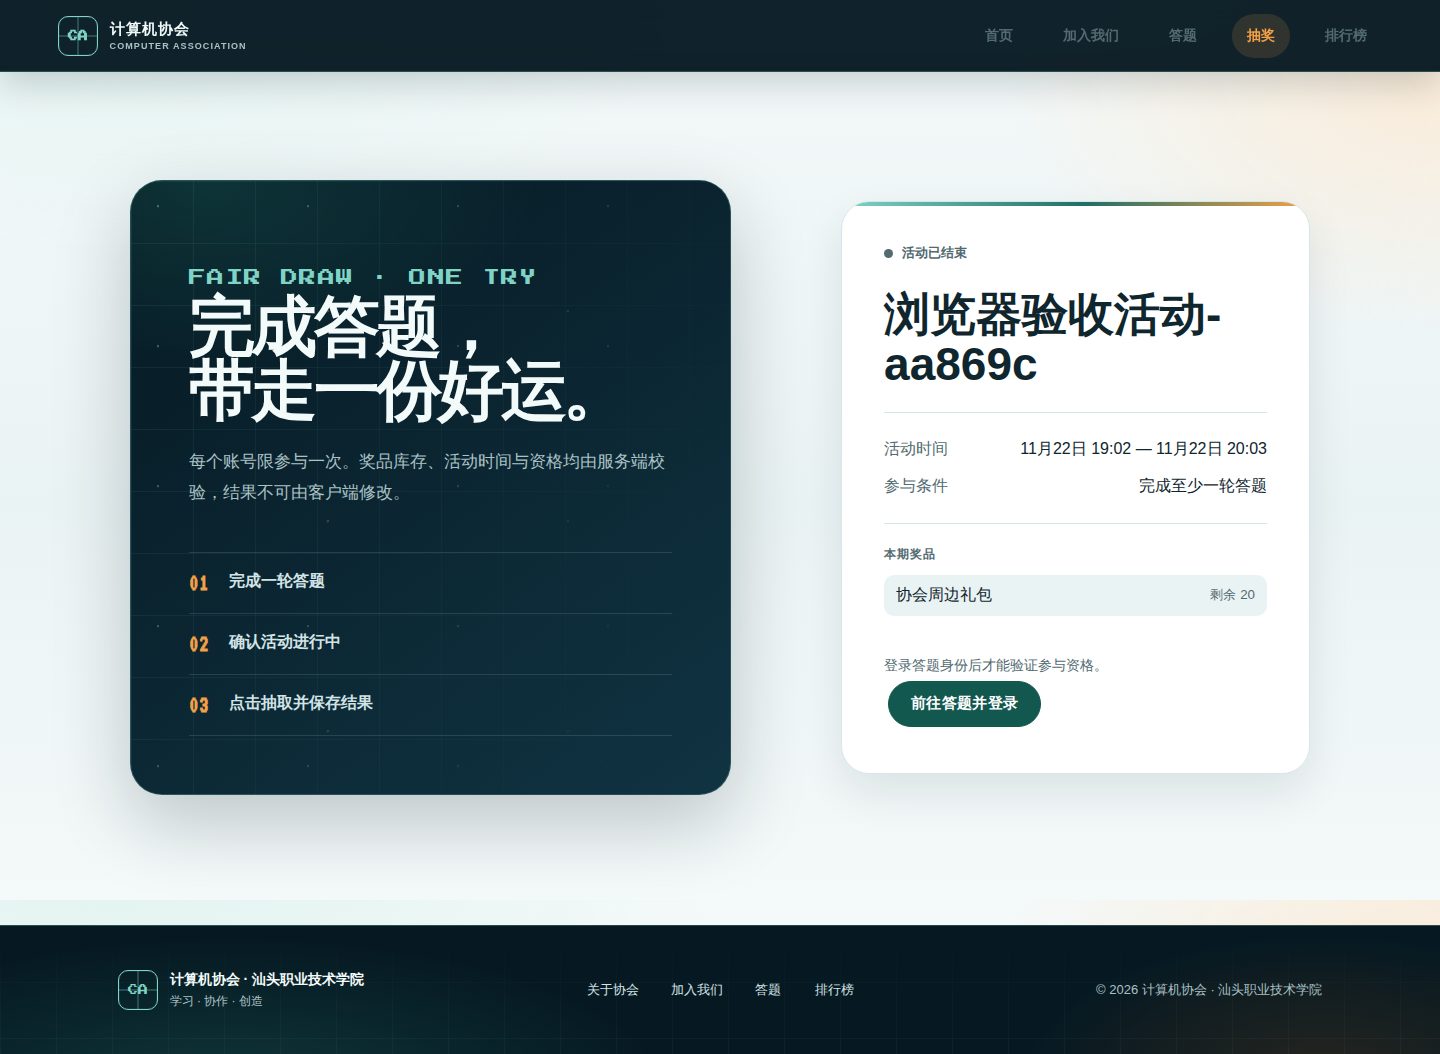 CA
计算机协会
COMPUTER ASSOCIATION
首页
加入我们
答题
抽奖
排行榜
FAIR DRAW · ONE TRY
完成答题，
带走一份好运。
每个账号限参与一次。奖品库存、活动时间与资格均由服务端校
验，结果不可由客户端修改。
01 完成一轮答题
02 确认活动进行中
03 点击抽取并保存结果
活动已结束
浏览器验收活动-
aa869c
活动时间 11月22日 19:02 — 11月22日 20:03
参与条件 完成至少一轮答题
本期奖品
协会周边礼包 剩余 20
登录答题身份后才能验证参与资格。
前往答题并登录
CA
计算机协会 · 汕头职业技术学院
学习 · 协作 · 创造
关于协会
加入我们
答题
排行榜
© 2026 计算机协会 · 汕头职业技术学院